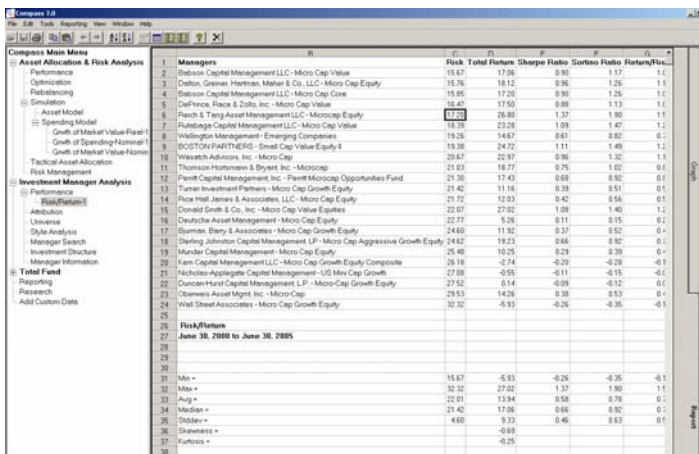 Compass 7.0
File Edit Tools Reporting View Window Help
Compass Main Menu
Asset Allocation & Risk Analysis
Performance
Optimization
Rebalancing
Simulation
Asset Model
Spending Model
Grwth of Market Value-Real-1
Grwth of Spending-Nominal-1
Grwth of Market Value-Nomin
Tactical Asset Allocation
Risk Management
Investment Manager Analysis
Performance
Risk/Return-1
Attribution
Universe
Style Analysis
Manager Search
Investment Structure
Manager Information
Total Fund
Reporting
Research
Add Custom Data
B C D E F G
1 Managers Risk Total Return Sharpe Ratio Sortino Ratio Return/Ris
2 Babson Capital Management LLC - Micro Cap Value 15.67 17.06 0.90 1.17
3 Dalton, Greiner, Hartman, Maher & Co., LLC - Micro Cap Equity 15.76 18.12 0.96 1.26
4 Babson Capital Management LLC - Micro Cap Core 15.85 17.20 0.90 1.26
5 DePrince, Race & Zollo, Inc. - Micro Cap Value 16.47 17.50 0.88 1.13
6 Reich & Tang Asset Management LLC - Microcap Equity 17.20 26.80 1.37 1.90
7 Rutabaga Capital Management LLC - Micro Cap Value 18.39 23.28 1.09 1.47
8 Wellington Management - Emerging Companies 19.26 14.67 0.61 0.82
9 BOSTON PARTNERS - Small Cap Value Equity II 19.38 24.72 1.11 1.49
10 Wasatch Advisors, Inc. - Micro Cap 20.67 22.97 0.96 1.32
11 Thomson Horstmann & Bryant, Inc. - Microcap 21.03 18.77 0.75 1.02
12 Perritt Capital Management, Inc. - Perritt Microcap Opportunities Fund 21.30 17.43 0.68 0.92
13 Turner Investment Partners - Micro Cap Growth Equity 21.42 11.16 0.39 0.51
14 Rice Hall James & Associates, LLC - Micro Cap Equity 21.72 12.03 0.42 0.56
15 Donald Smith & Co., Inc. - Micro Cap Value Equities 22.07 27.02 1.08 1.40
16 Deutsche Asset Management - Micro Cap Equity 22.77 5.26 0.11 0.15
17 Bjurman, Barry & Associates - Micro Cap Growth Equity 24.60 11.92 0.37 0.52
18 Sterling Johnston Capital Management, LP - Micro Cap Aggressive Growth Equity 24.62 19.23 0.66 0.92
19 Munder Capital Management - Micro Cap Equity 25.48 10.25 0.29 0.39
20 Kern Capital Management LLC - Micro Cap Growth Equity Composite 26.18 -2.74 -0.20 -0.28
21 Nicholas-Applegate Capital Management - US Mini Cap Growth 27.08 -0.55 -0.11 -0.15
22 Duncan-Hurst Capital Management, L.P. - Micro-Cap Growth Equity 27.52 0.14 -0.09 -0.12
23 Oberweis Asset Mgmt, Inc. - Micro-Cap 29.53 14.26 0.38 0.53
24 Wall Street Associates - Micro Cap Growth Equity 32.32 -5.93 -0.26 -0.35
25
26 Risk/Return
27 June 30, 2000 to June 30, 2005
28
29
30
31 Min = 15.67 -5.93 -0.26 -0.35
32 Max = 32.32 27.02 1.37 1.90
33 Avg = 22.01 13.94 0.58 0.78
34 Median = 21.42 17.06 0.66 0.92
35 Stddev = 4.60 9.33 0.46 0.63
36 Skewness = -0.69
37 Kurtosis = -0.25
38
Graph
Report